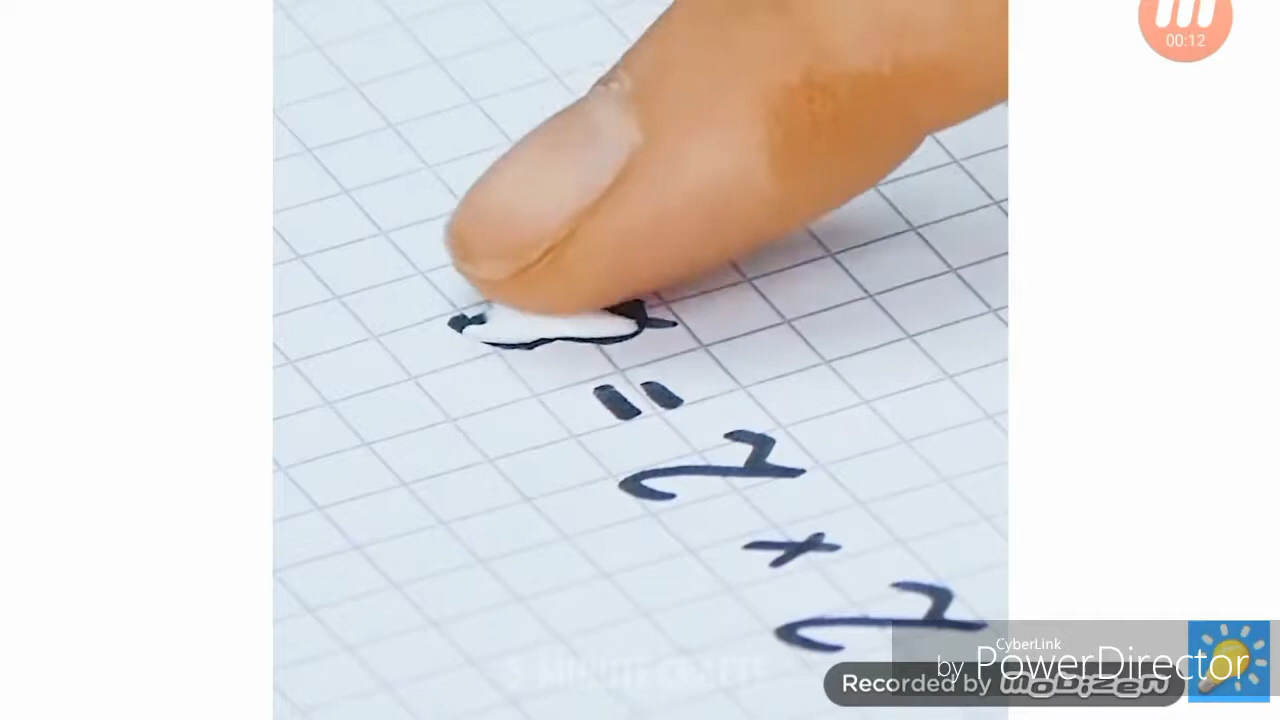 00:12
2 + 2 =
CyberLink
by PowerDirector
Recorded by MOBIZEN